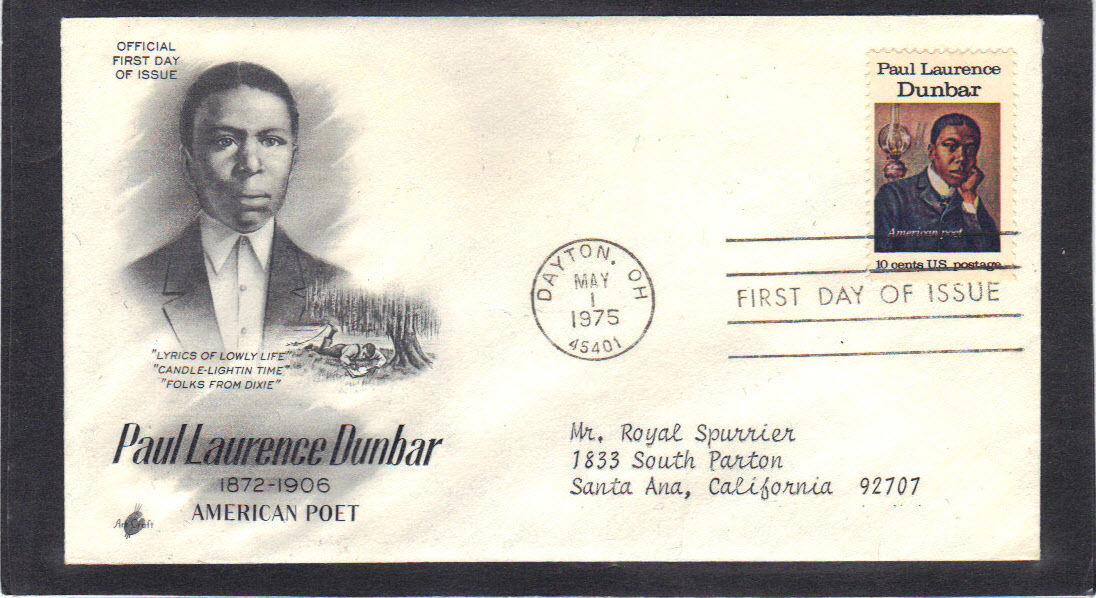 OFFICIAL
FIRST DAY
OF ISSUE
"LYRICS OF LOWLY LIFE"
"CANDLE-LIGHTIN TIME"
"FOLKS FROM DIXIE"
Paul Laurence Dunbar
1872-1906
AMERICAN POET
Art Craft
Paul Laurence
Dunbar
American poet
10 cents U.S. postage
DAYTON, OH
MAY
1
1975
45401
FIRST DAY OF ISSUE
Mr. Royal Spurrier
1833 South Parton
Santa Ana, California 92707